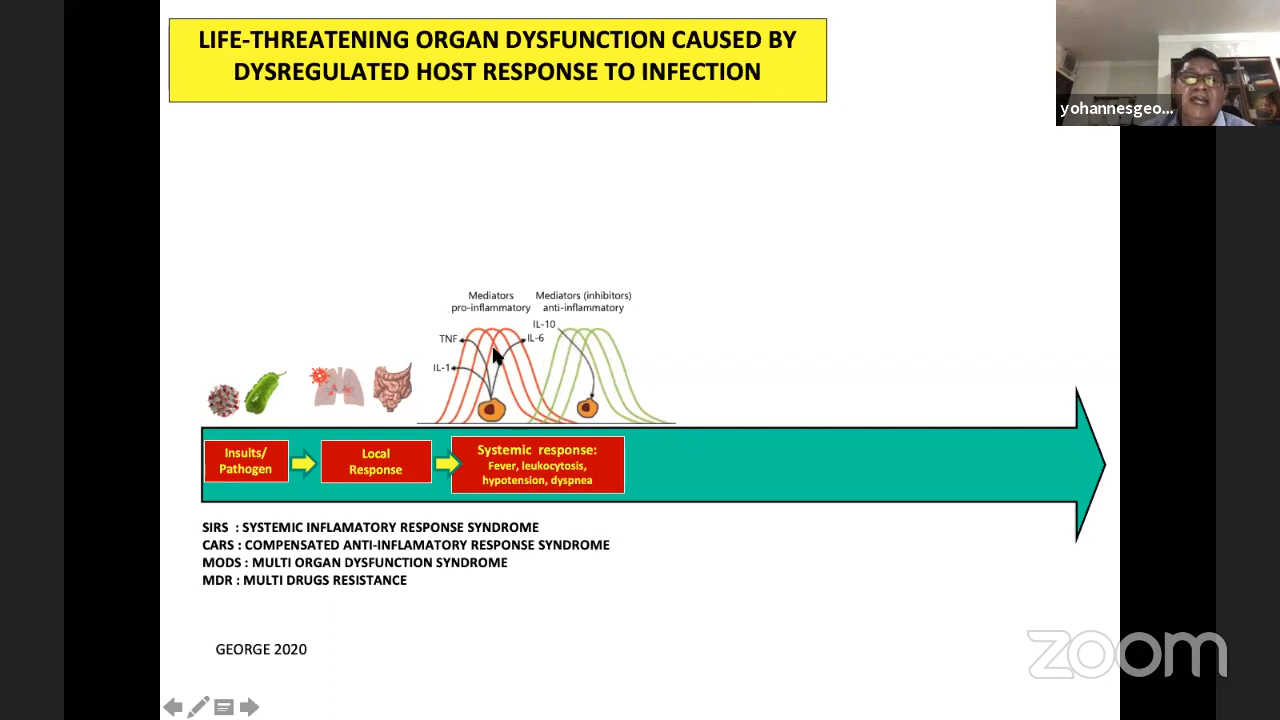 LIFE-THREATENING ORGAN DYSFUNCTION CAUSED BY
DYSREGULATED HOST RESPONSE TO INFECTION
yohannesgeo...
Mediators
pro-inflammatory
Mediators (inhibitors)
anti-inflammatory
IL-10
TNF
IL-6
IL-1
Insults/
Pathogen
Local
Response
Systemic response:
Fever, leukocytosis,
hypotension, dyspnea
SIRS : SYSTEMIC INFLAMATORY RESPONSE SYNDROME
CARS : COMPENSATED ANTI-INFLAMATORY RESPONSE SYNDROME
MODS : MULTI ORGAN DYSFUNCTION SYNDROME
MDR : MULTI DRUGS RESISTANCE
GEORGE 2020
zoom